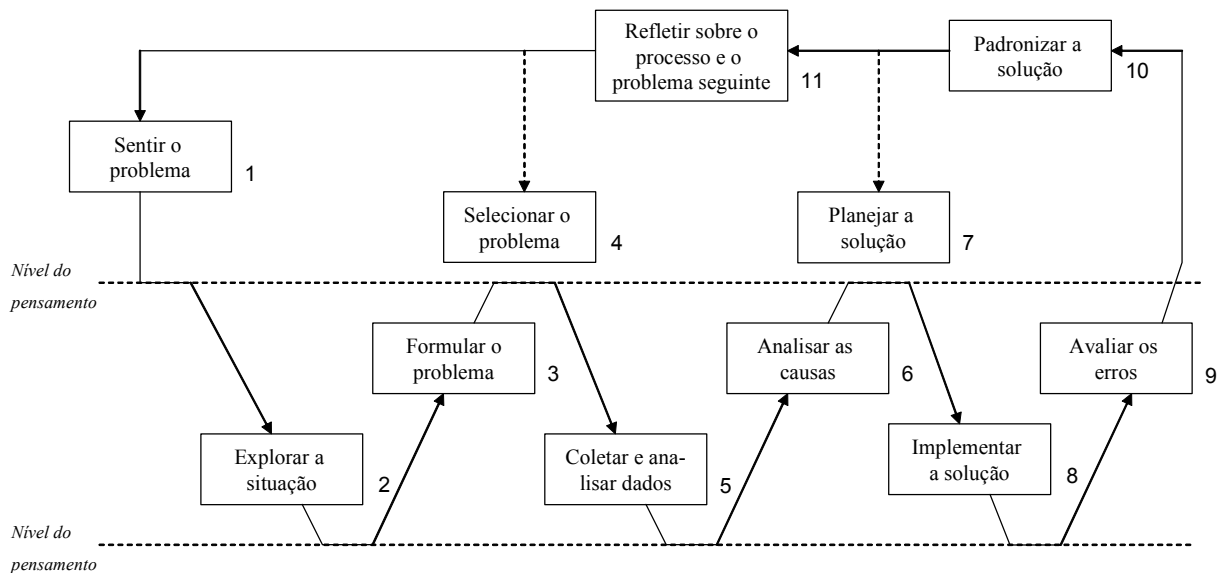 Refletir sobre o
processo e o
problema seguinte
11
Padronizar a
solução
10
Sentir o
problema
1
Selecionar o
problema
4
Planejar a
solução
7
Nível do
pensamento
Formular o
problema
3
Analisar as
causas
6
Avaliar os
erros
9
Explorar a
situação
2
Coletar e ana-
lisar dados
5
Implementar
a solução
8
Nível do
pensamento